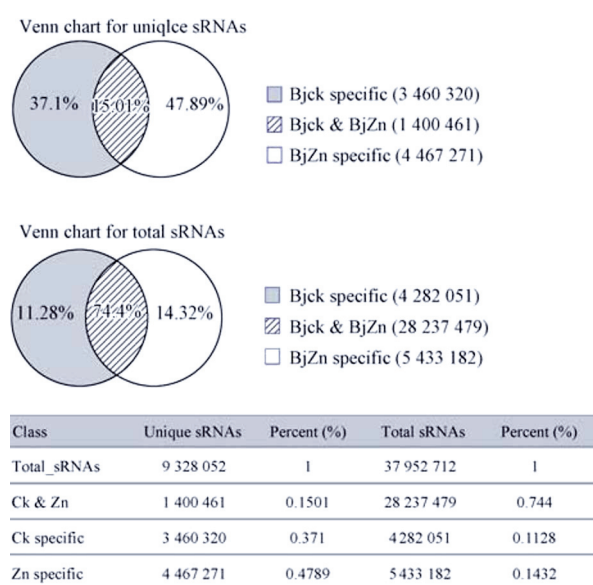 Venn chart for uniqlce sRNAs
37.1% 15.01% 47.89%
Bjck specific (3 460 320)
Bjck & BjZn (1 400 461)
BjZn specific (4 467 271)
Venn chart for total sRNAs
11.28% 74.4% 14.32%
Bjck specific (4 282 051)
Bjck & BjZn (28 237 479)
BjZn specific (5 433 182)
Class Unique sRNAs Percent (%) Total sRNAs Percent (%)
Total_sRNAs 9 328 052 1 37 952 712 1
Ck & Zn 1 400 461 0.1501 28 237 479 0.744
Ck specific 3 460 320 0.371 4282 051 0.1128
Zn specific 4 467 271 0.4789 5433 182 0.1432